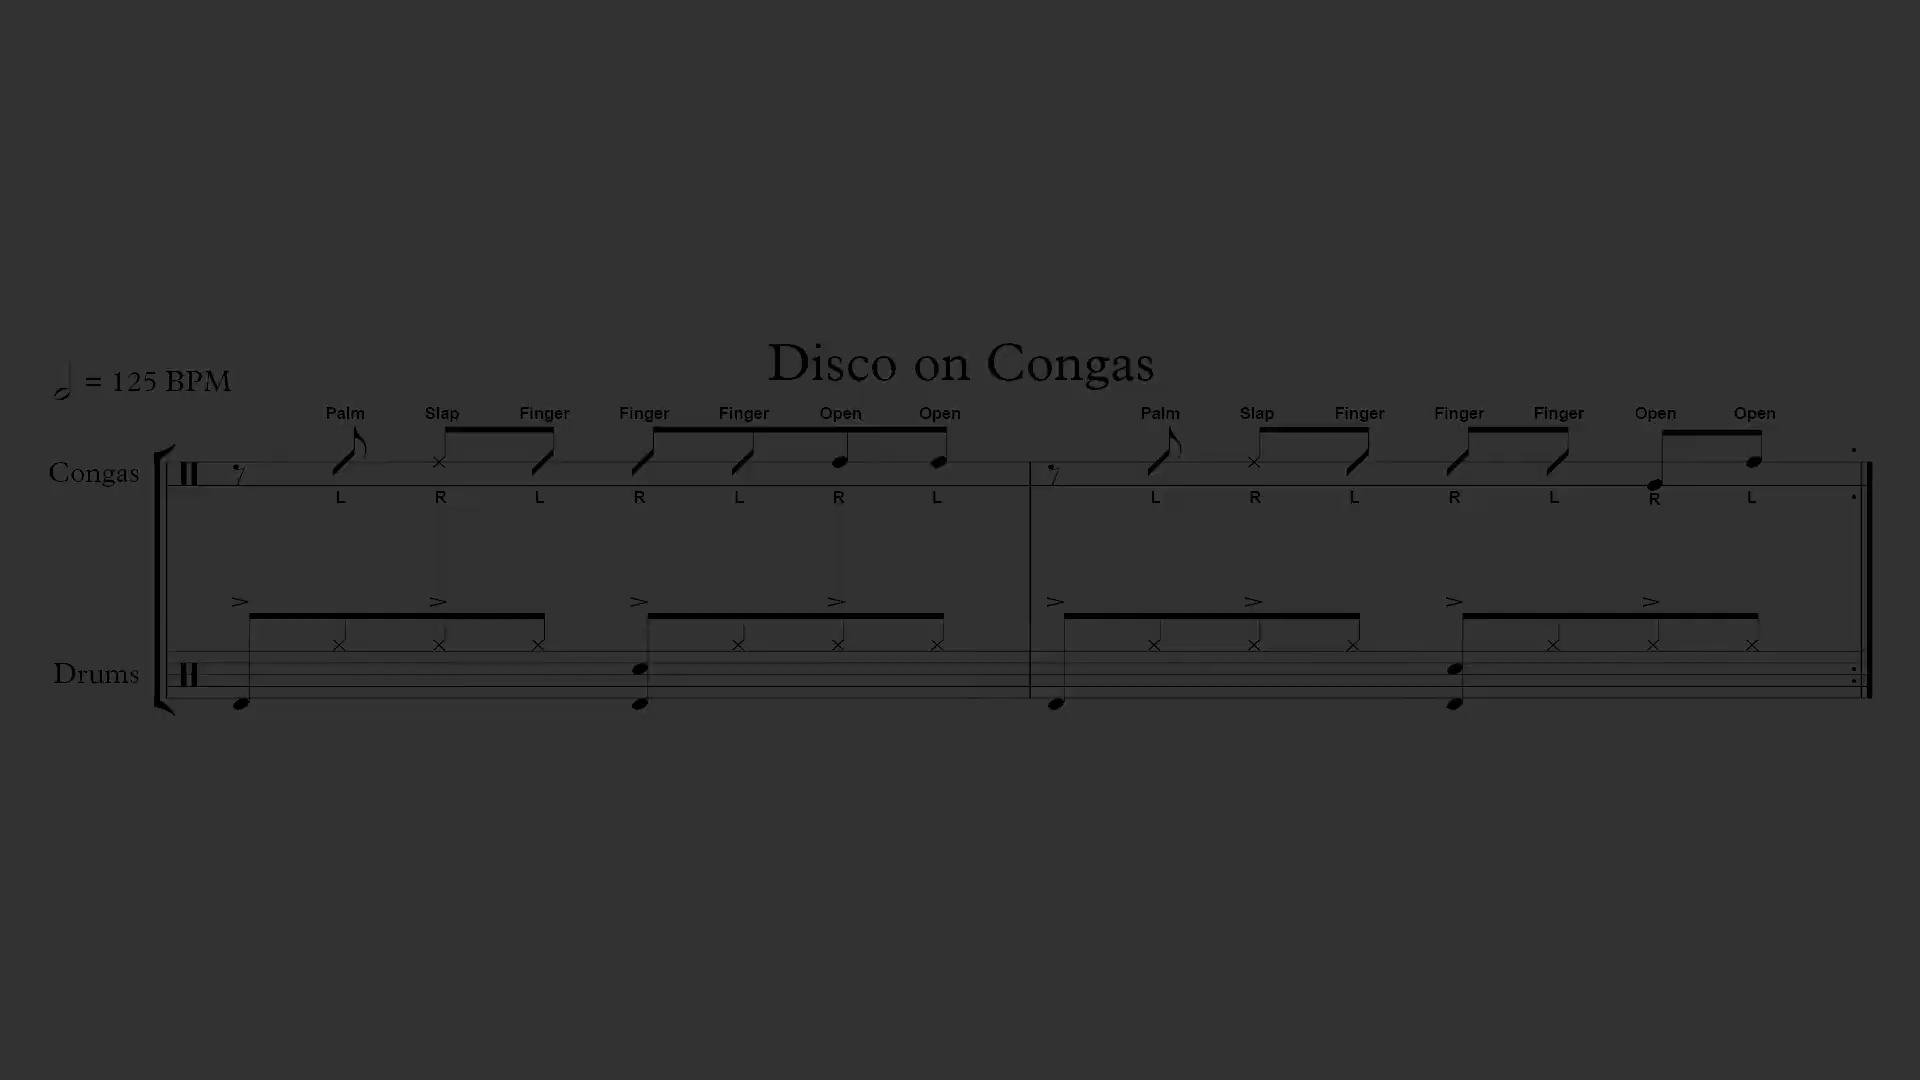 Disco on Congas
= 125 BPM
Palm Slap Finger Finger Finger Open Open Palm Slap Finger Finger Finger Open Open
Congas
L R L R L R L L R L R L R L
Drums